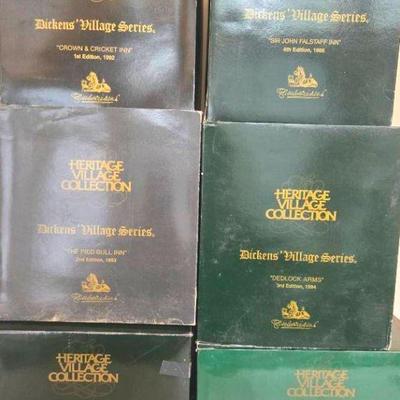 Dickens' Village Series®
"CROWN & CRICKET INN"
1st Edition, 1992
Dickens' Village Series®
"SIR JOHN FALSTAFF INN"
4th Edition, 1995
HERITAGE
VILLAGE
COLLECTION
Dickens' Village Series®
"THE PIED BULL INN"
2nd Edition, 1993
HERITAGE
VILLAGE
COLLECTION
Dickens' Village Series®
"DEDLOCK ARMS"
3rd Edition, 1994
HERITAGE
VILLAGE
COLLECTION
HERITAGE
VILLAGE
COLLECTION